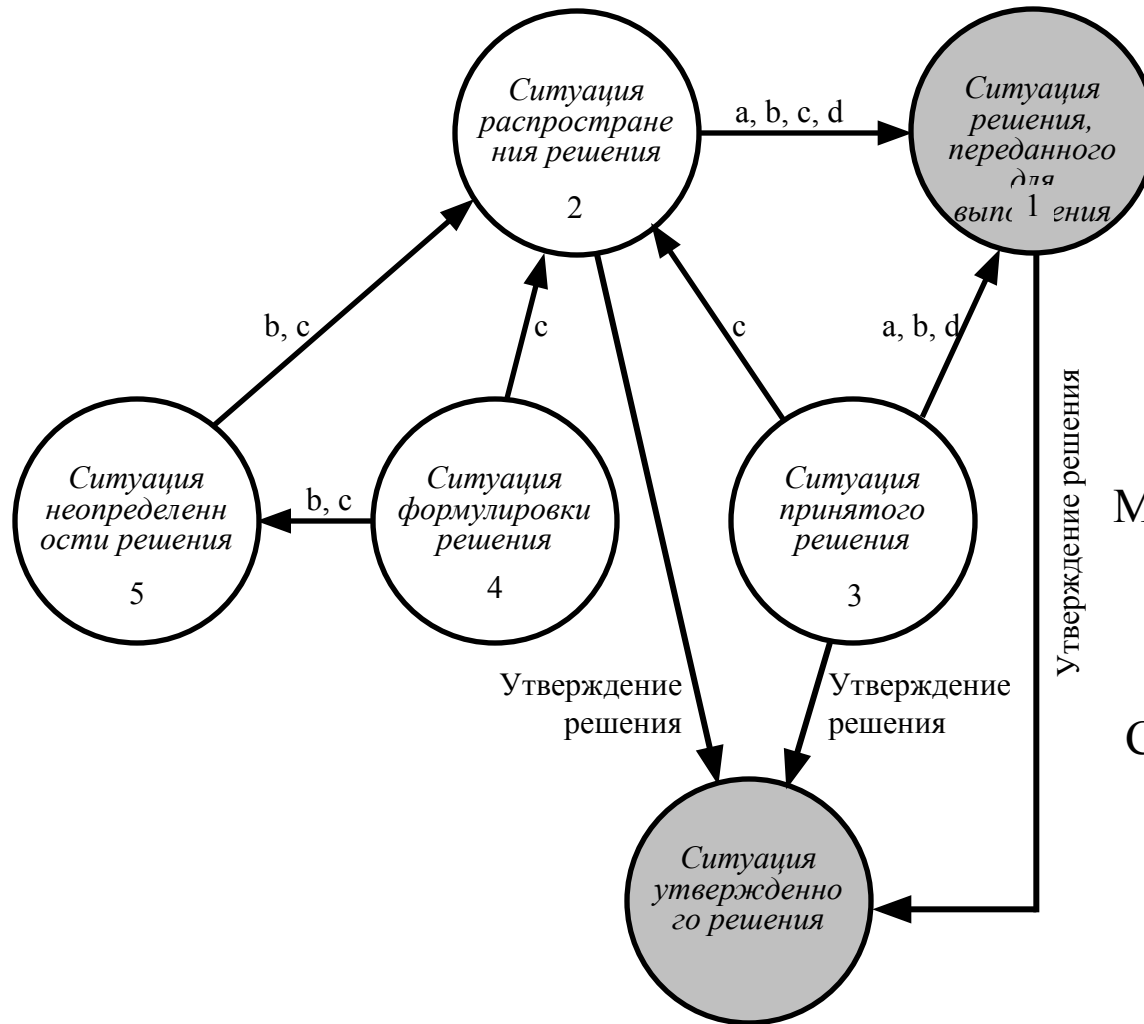 Ситуация
распростране
ния решения
2
a, b, c, d
Ситуация
решения,
переданного
для
1
b, c
c
c
a, b, d
Ситуация
неопределенн
ости решения
5
b, c
Ситуация
формулировки
решения
4
Ситуация
принятого
решения
3
Утверждение решения
М
Утверждение
решения
Утверждение
решения
Ситуация
утвержденно
го решения